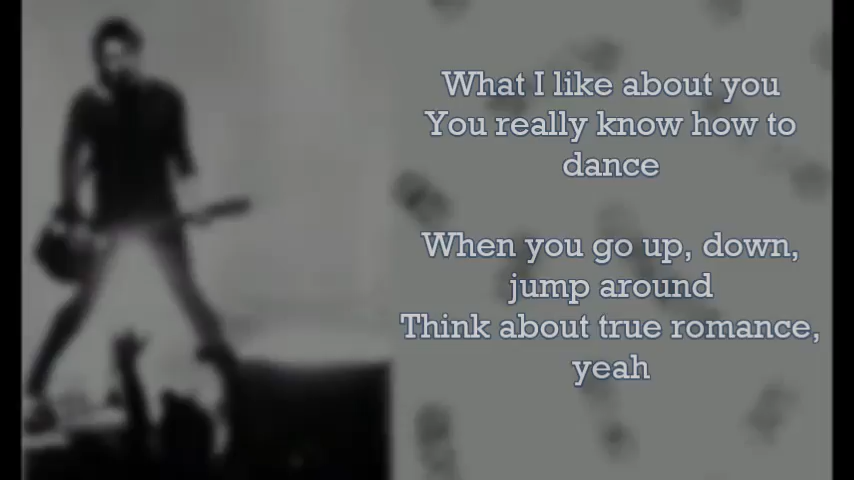 What I like about you
You really know how to
dance
When you go up, down,
jump around
Think about true romance,
yeah